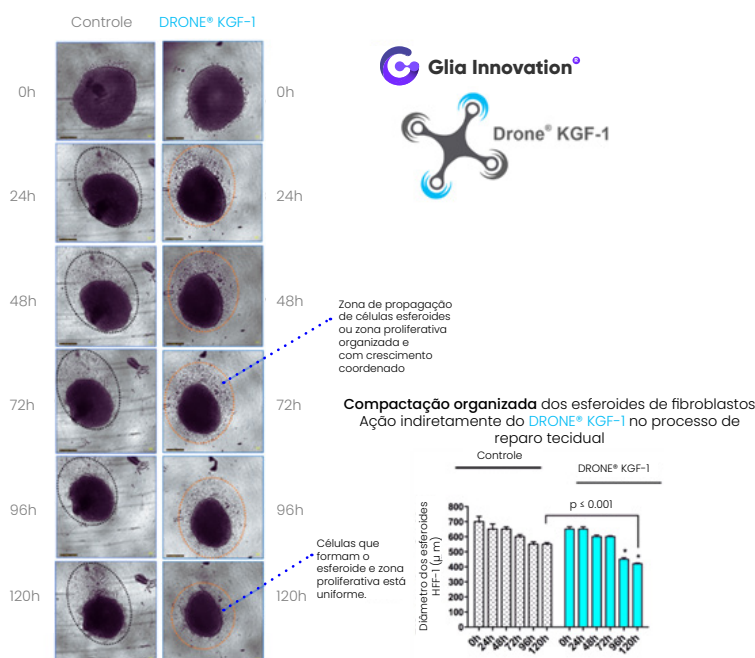 Controle DRONE® KGF-1
0h 0h
24h 24h
48h 48h
72h 72h
96h 96h
120h 120h
Glia Innovation®
Drone® KGF-1
Zona de propagação
de células esferoides
ou zona proliferativa
organizada e
com crescimento
coordenado
Células que
formam o
esferoide e zona
proliferativa está
uniforme.
Compactação organizada dos esferoides de fibroblastos
Ação indiretamente do DRONE® KGF-1 no processo de
reparo tecidual
Controle DRONE® KGF-1
p ≤ 0.001
Diâmetro dos esferoides
HFF-1 (μ m)
800
700
600
500
400
300
200
100
0
* *
0h 24h 48h 72h 96h 120h 0h 24h 48h 72h 96h 120h